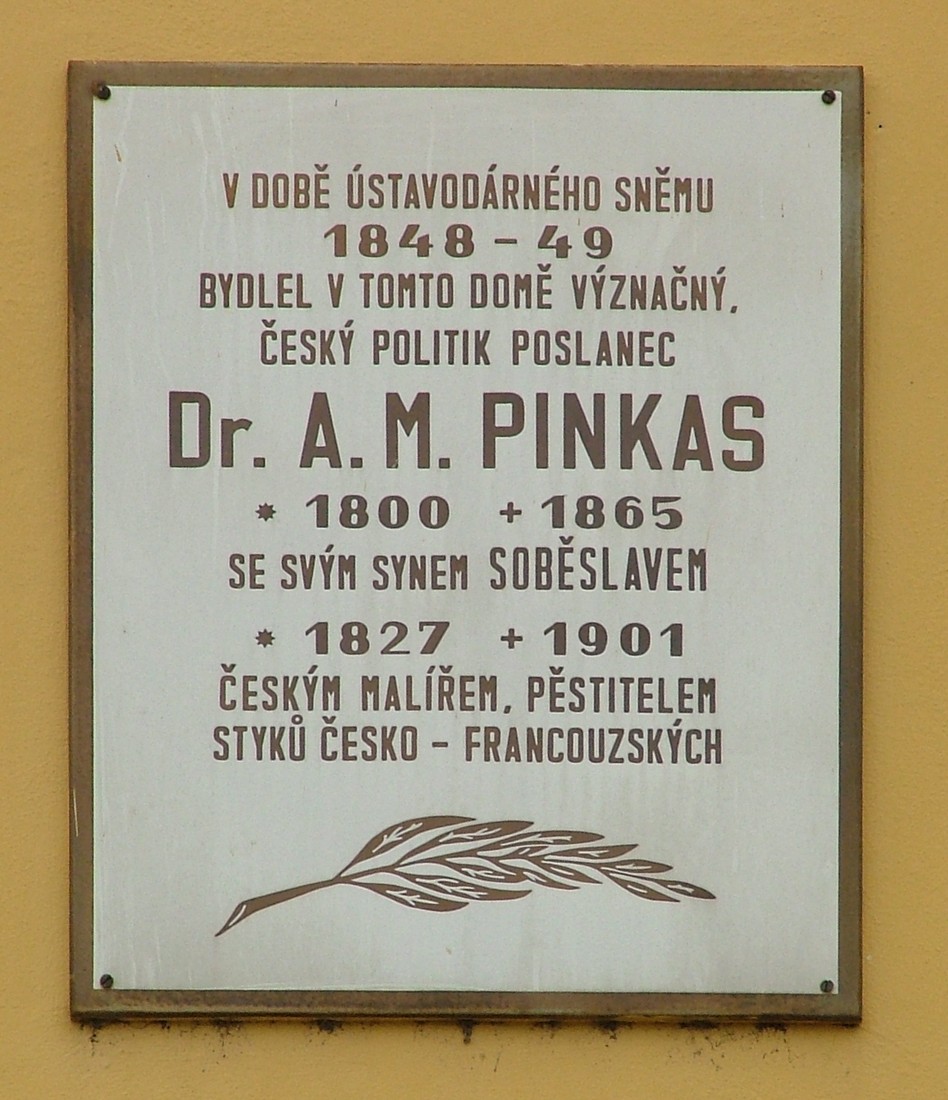 V DOBĚ ÚSTAVODÁRNÉHO SNĚMU
1848 – 49
BYDLEL V TOMTO DOMĚ VÝZNAČNÝ,
ČESKÝ POLITIK POSLANEC
Dr. A. M. PINKAS
* 1800 + 1865
SE SVÝM SYNEM SOBĚSLAVEM
* 1827 + 1901
ČESKÝM MALÍŘEM, PĚSTITELEM
STYKŮ ČESKO – FRANCOUZSKÝCH